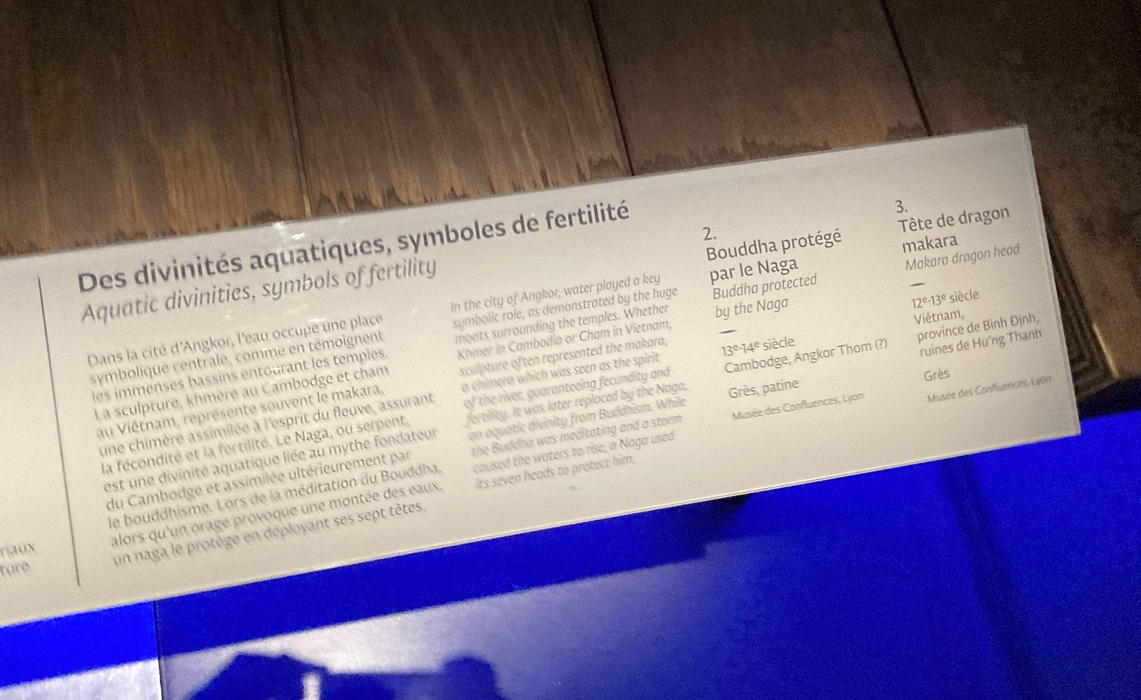 riaux
ture
Des divinités aquatiques, symboles de fertilité
Aquatic divinities, symbols of fertility
Dans la cité d'Angkor, l'eau occupe une place
symbolique centrale, comme en témoignent
les immenses bassins entourant les temples.
La sculpture, khmère au Cambodge et cham
au Viêtnam, représente souvent le makara,
une chimère assimilée à l'esprit du fleuve, assurant
la fécondité et la fertilité. Le Naga, ou serpent,
est une divinité aquatique liée au mythe fondateur
du Cambodge et assimilée ultérieurement par
le bouddhisme. Lors de la méditation du Bouddha,
alors qu'un orage provoque une montée des eaux,
un naga le protège en déployant ses sept têtes.
In the city of Angkor, water played a key
symbolic role, as demonstrated by the huge
moats surrounding the temples. Whether
Khmer in Cambodia or Cham in Vietnam,
sculpture often represented the makara,
a chimera which was seen as the spirit
of the river, guaranteeing fecundity and
fertility. It was later replaced by the Naga,
an aquatic divinity from Buddhism. While
the Buddha was meditating and a storm
caused the waters to rise, a Naga used
its seven heads to protect him.
2.
Bouddha protégé
par le Naga
Buddha protected
by the Naga
—
13e-14e siècle
Cambodge, Angkor Thom (?)
Grès, patine
Musée des Confluences, Lyon
3.
Tête de dragon
makara
Makara dragon head
—
12e-13e siècle
Viêtnam,
province de Binh Định,
ruines de Hu'ng Thanh
Grès
Musée des Confluences, Lyon